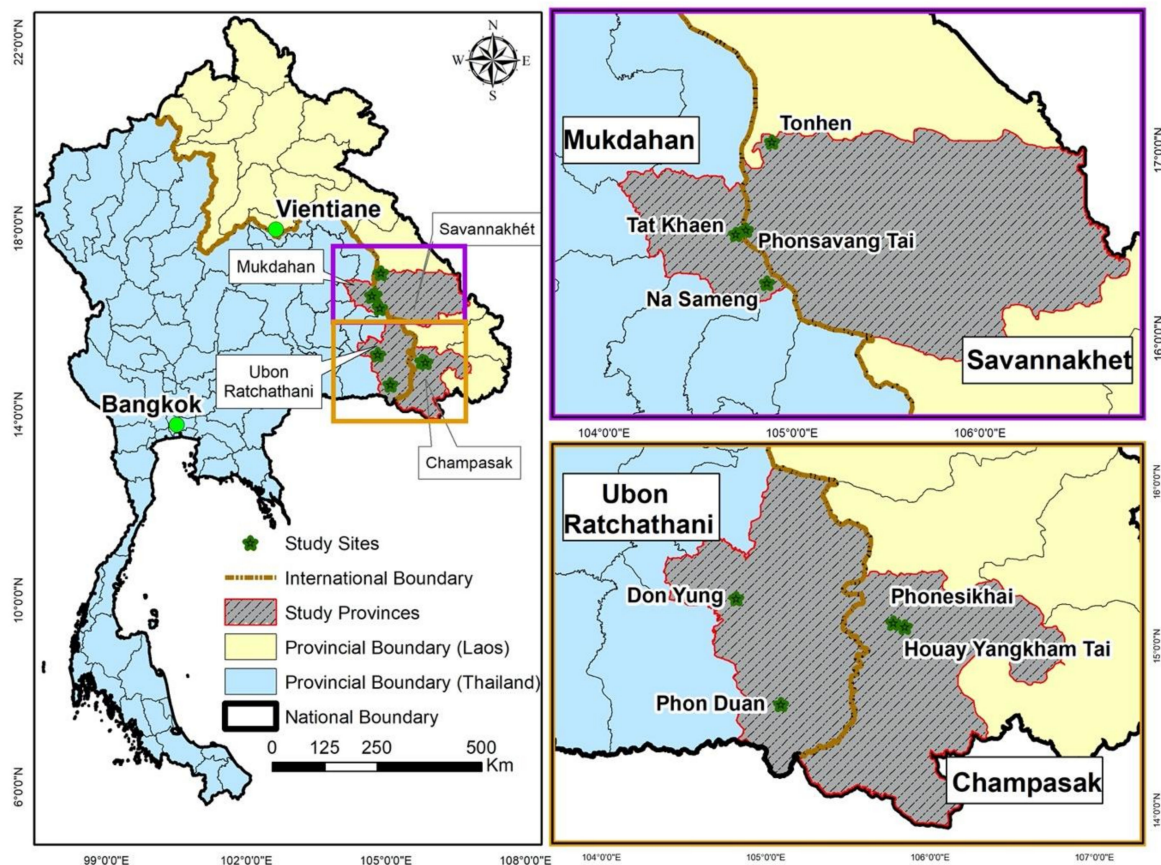 22°0'0"N
18°0'0"N
14°0'0"N
10°0'0"N
6°0'0"N
N
W
E
S
Vientiane
Savannakhét
Mukdahan
Ubon
Ratchathani
Bangkok
Champasak
Study Sites
International Boundary
Study Provinces
Provincial Boundary (Laos)
Provincial Boundary (Thailand)
National Boundary
0 125 250 500
Km
99°0'0"E 102°0'0"E 105°0'0"E 108°0'0"E
Mukdahan
Tonhen
Tat Khaen
Phonsavang Tai
Na Sameng
Savannakhet
17°0'0"N
16°0'0"N
104°0'0"E 105°0'0"E 106°0'0"E
Ubon
Ratchathani
Don Yung
Phonesikhai
Houay Yangkham Tai
Phon Duan
Champasak
16°0'0"N
15°0'0"N
14°0'0"N
104°0'0"E 105°0'0"E 106°0'0"E 107°0'0"E